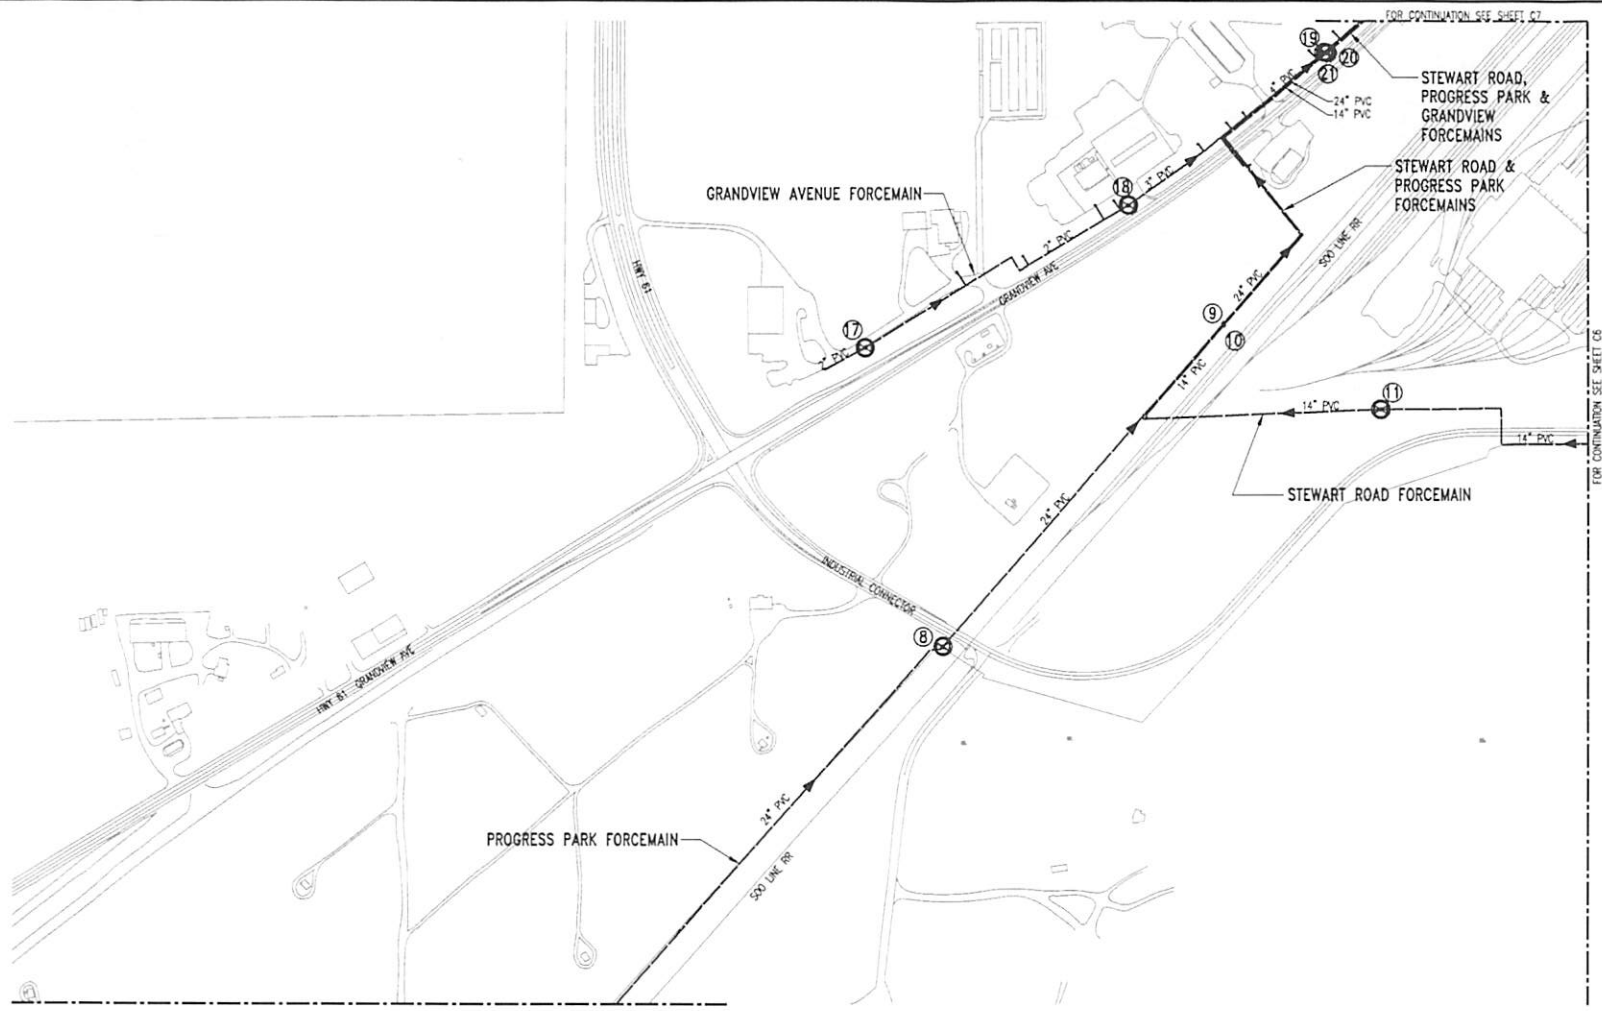 FOR CONTINUATION SEE SHEET C7
19
20
21
STEWART ROAD,
PROGRESS PARK &
GRANDVIEW
FORCEMAINS
4" PVC
24" PVC
14" PVC
STEWART ROAD &
PROGRESS PARK
FORCEMAINS
GRANDVIEW AVENUE FORCEMAIN
18
3" PVC
2" PVC
HWY 61
GRANDVIEW AVE
SOO LINE RR
24" PVC
9
10
17
2" PVC
14" PVC
11
14" PVC
14" PVC
FOR CONTINUATION SEE SHEET C6
STEWART ROAD FORCEMAIN
24" PVC
INDUSTRIAL CONNECTOR
8
HWY 61 GRANDVIEW AVE
24" PVC
PROGRESS PARK FORCEMAIN
SOO LINE RR